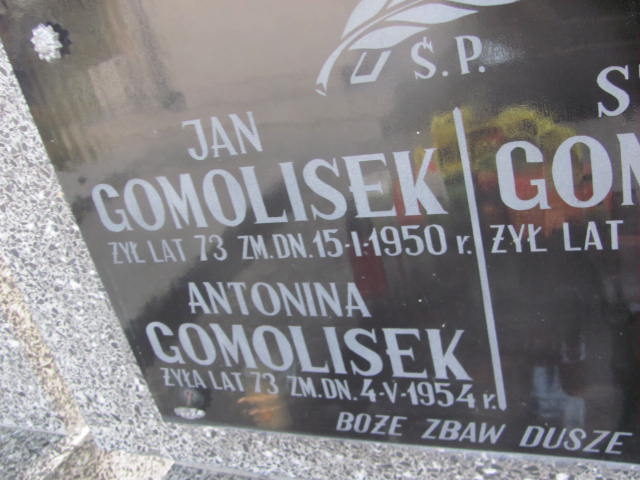 Ś.P.
JAN
GOMOLISEK
ŻYŁ LAT 73 ZM. DN. 15-I-1950 r.
ANTONINA
GOMOLISEK
ŻYŁA LAT 73 ZM. DN. 4-V-1954 r.
ŻYŁ LAT
BOŻE ZBAW DUSZE